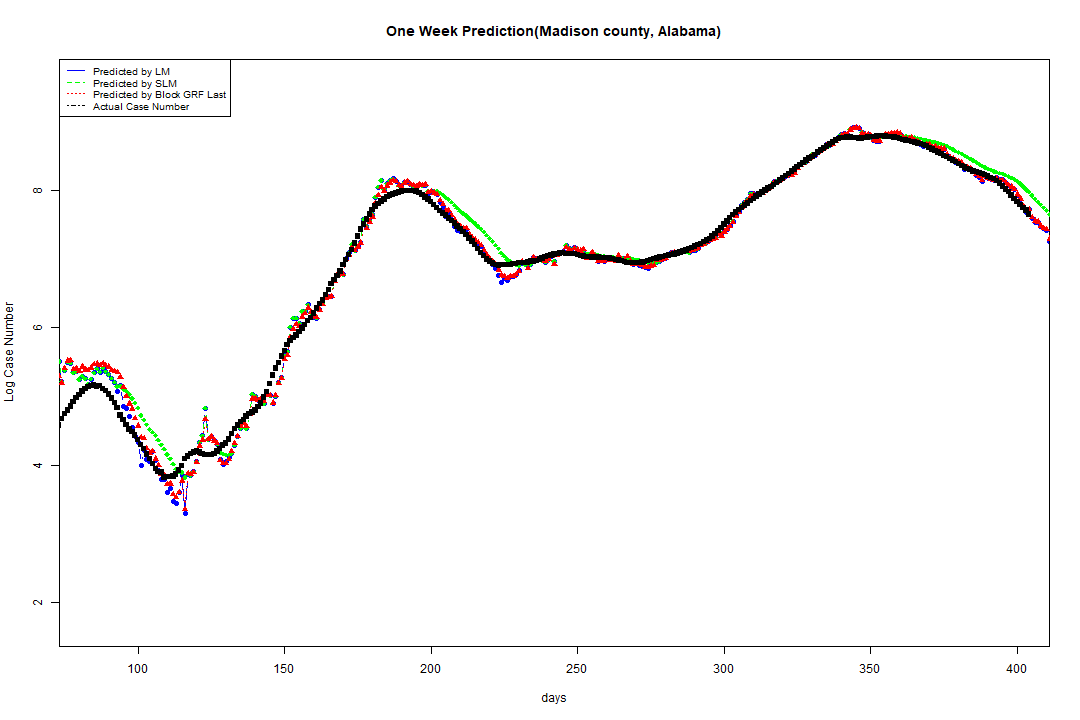 One Week Prediction(Madison county, Alabama)
Predicted by LM
Predicted by SLM
Predicted by Block GRF Last
Actual Case Number
Log Case Number
8
6
4
2
100 150 200 250 300 350 400
days